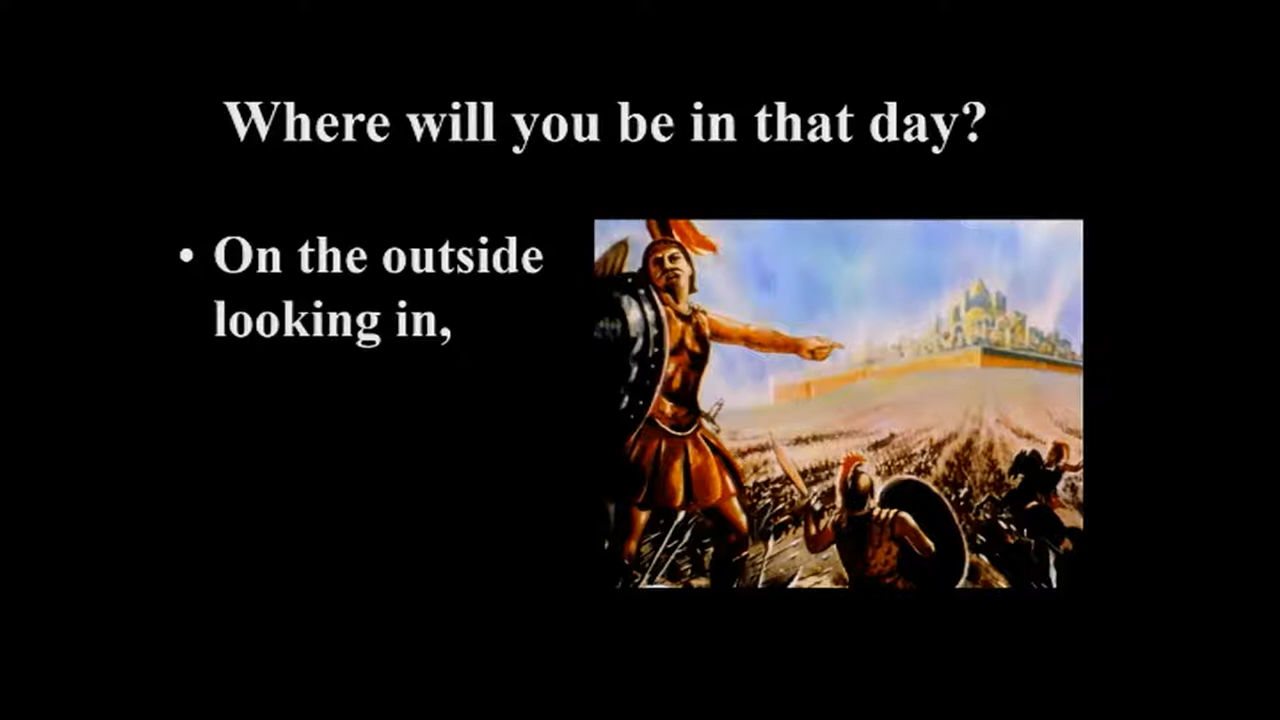 Where will you be in that day?
• On the outside
looking in,